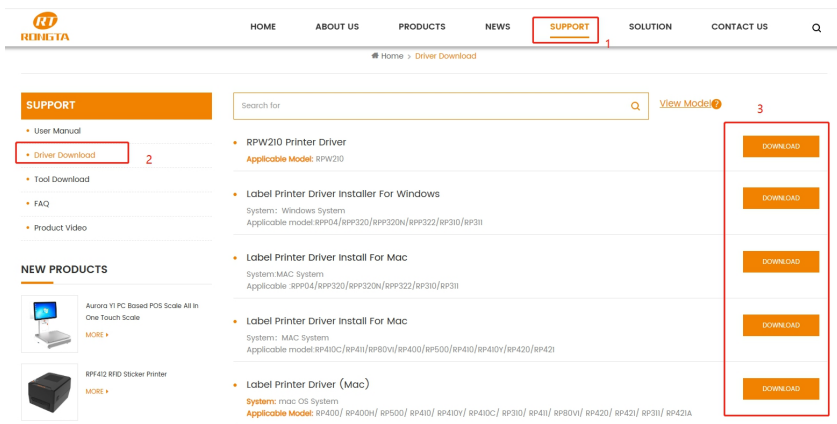 RT
RONGTA
HOME ABOUT US PRODUCTS NEWS SUPPORT SOLUTION CONTACT US
1
Home > Driver Download
SUPPORT
• User Manual
• Driver Download
2
• Tool Download
• FAQ
• Product Video
NEW PRODUCTS
Aurora Y1 PC Based POS Scale All In
One Touch Scale
MORE
RPF412 RFID Sticker Printer
MORE
Search for
View Model ?
3
• RPW210 Printer Driver
Applicable Model: RPW210
DOWNLOAD
• Label Printer Driver Installer For Windows
System: Windows System
Applicable model:RPP04/RPP320/RPP320N/RPP322/RP310/RP311
DOWNLOAD
• Label Printer Driver Install For Mac
System:MAC System
Applicable :RPP04/RPP320/RPP320N/RPP322/RP310/RP311
DOWNLOAD
• Label Printer Driver Install For Mac
System: MAC System
Applicable model:RP410C/RP411/RP80VI/RP400/RP500/RP410/RP410Y/RP420/RP421
DOWNLOAD
• Label Printer Driver (Mac)
System: mac OS System
Applicable Model: RP400/ RP400H/ RP500/ RP410/ RP410Y/ RP410C/ RP310/ RP411/ RP80VI/ RP420/ RP421/ RP311/ RP421A
DOWNLOAD